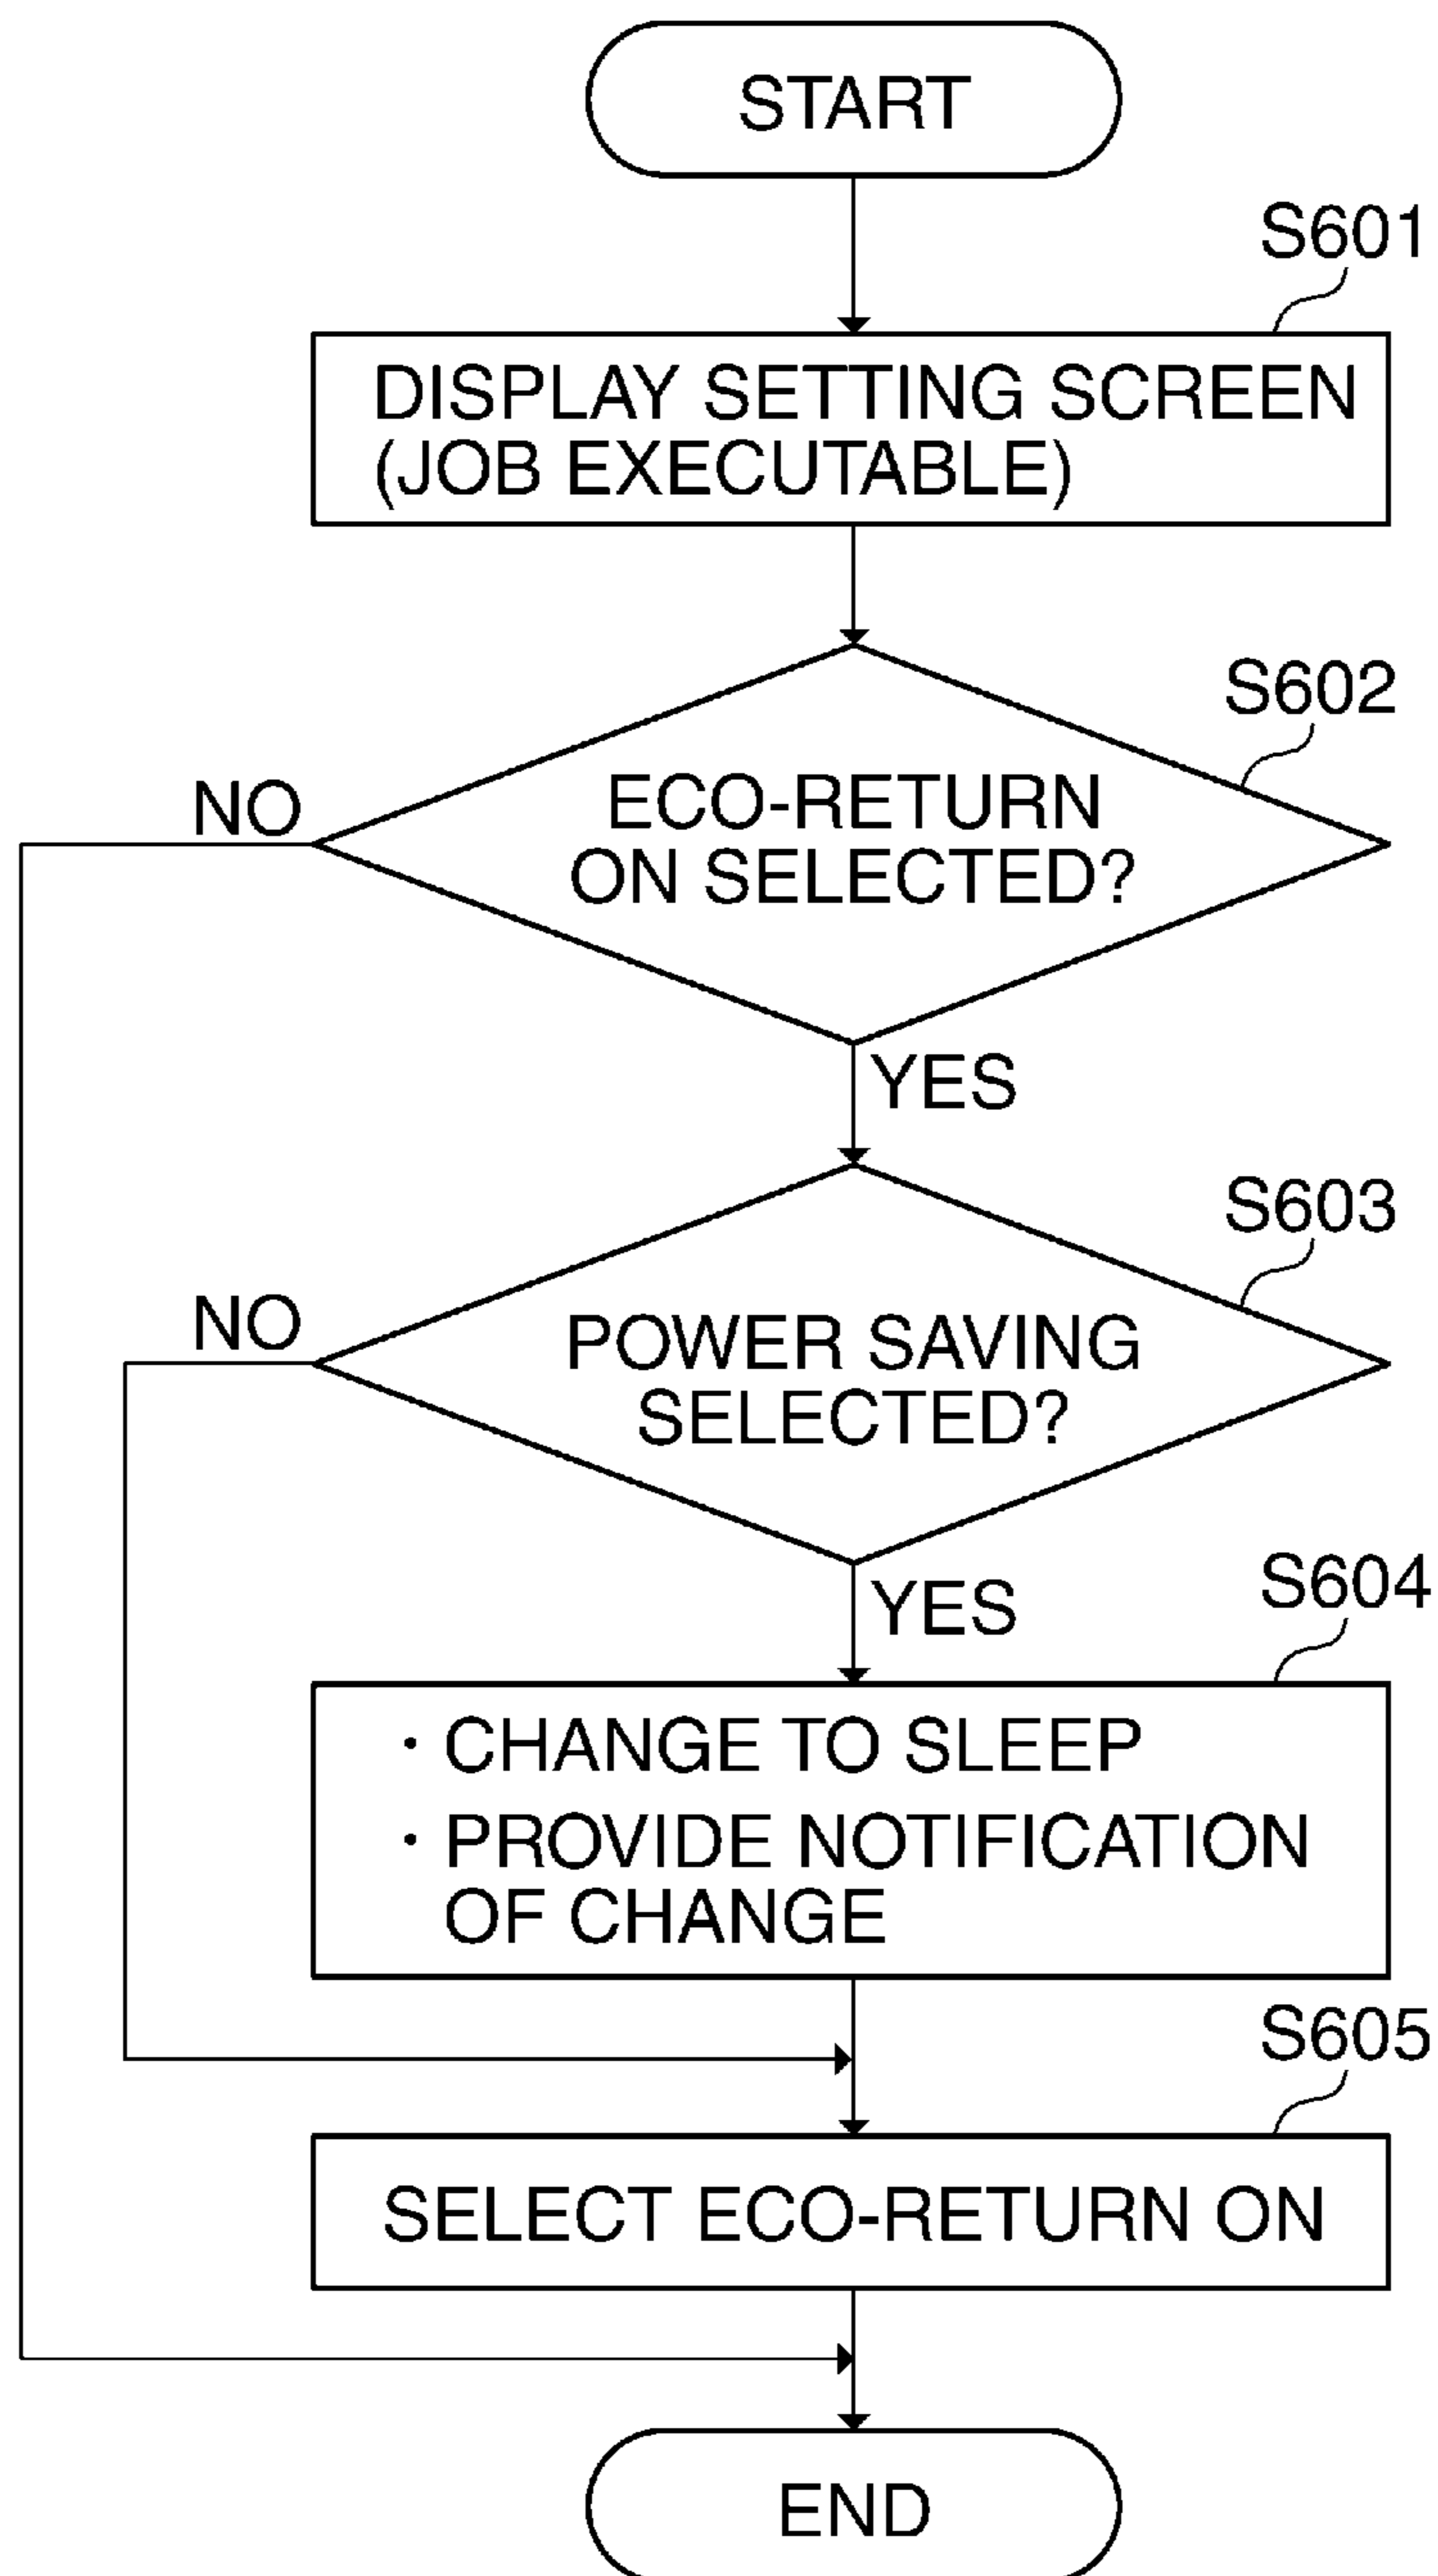 START
S601
DISPLAY SETTING SCREEN
(JOB EXECUTABLE)
S602
NO
ECO-RETURN
ON SELECTED?
YES
S603
NO
POWER SAVING
SELECTED?
YES
S604
・CHANGE TO SLEEP
・PROVIDE NOTIFICATION
OF CHANGE
S605
SELECT ECO-RETURN ON
END